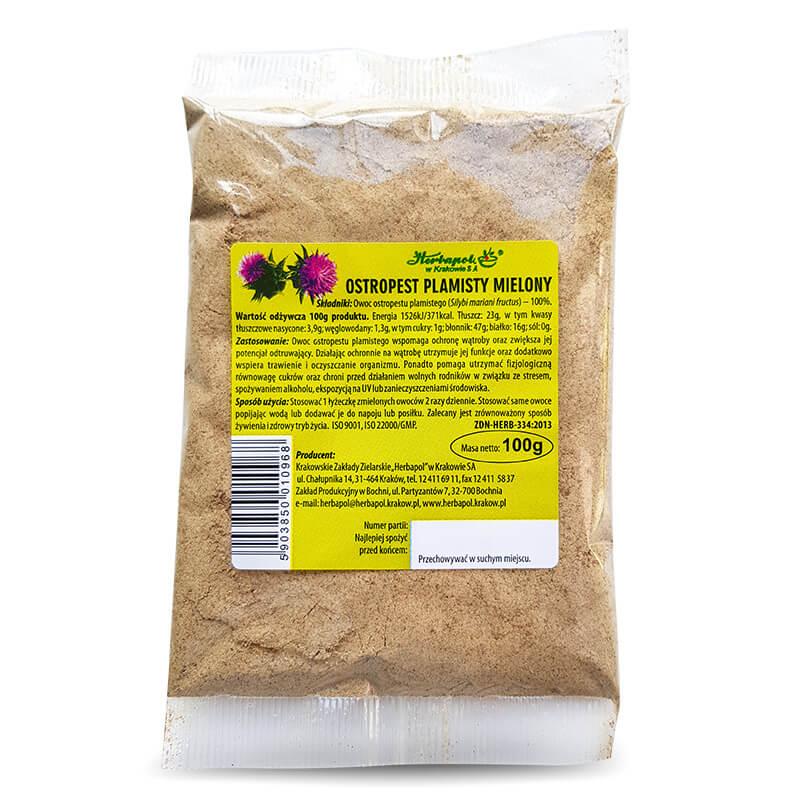 Herbapol®
w Krakowie S A
OSTROPEST PLAMISTY MIELONY
Składniki: Owoc ostropestu plamistego (Silybi mariani fructus) – 100%.
Wartość odżywcza 100g produktu. Energia 1526kJ/371kcal. Tłuszcz: 23g, w tym kwasy
tłuszczowe nasycone: 3,9g; węglowodany: 1,3g, w tym cukry: 1g; błonnik: 47g; białko: 16g; sól: 0g.
Zastosowanie: Owoc ostropestu plamistego wspomaga ochronę wątroby oraz zwiększa jej
potencjał odtruwający. Działając ochronnie na wątrobę utrzymuje jej funkcje oraz dodatkowo
wspiera trawienie i oczyszczanie organizmu. Ponadto pomaga utrzymać fizjologiczną
równowagę cukrów oraz chroni przed działaniem wolnych rodników w związku ze stresem,
spożywaniem alkoholu, ekspozycją na UV lub zanieczyszczeniami środowiska.
Sposób użycia: Stosować 1 łyżeczkę zmielonych owoców 2 razy dziennie. Stosować same owoce
popijając wodą lub dodawać je do napoju lub posiłku. Zalecany jest zrównoważony sposób
żywienia i zdrowy tryb życia. ISO 9001, ISO 22000/GMP. ZDN-HERB-334:2013
Masa netto: 100g
Producent:
Krakowskie Zakłady Zielarskie „Herbapol” w Krakowie SA
ul. Chałupnika 14, 31-464 Kraków, tel. 12 411 69 11, fax 12 411 58 37
Zakład Produkcyjny w Bochni, ul. Partyzantów 7, 32-700 Bochnia
e-mail: herbapol@herbapol.krakow.pl, www.herbapol.krakow.pl
Numer partii:
Najlepiej spożyć
przed końcem:
Przechowywać w suchym miejscu.
5 903850 010968